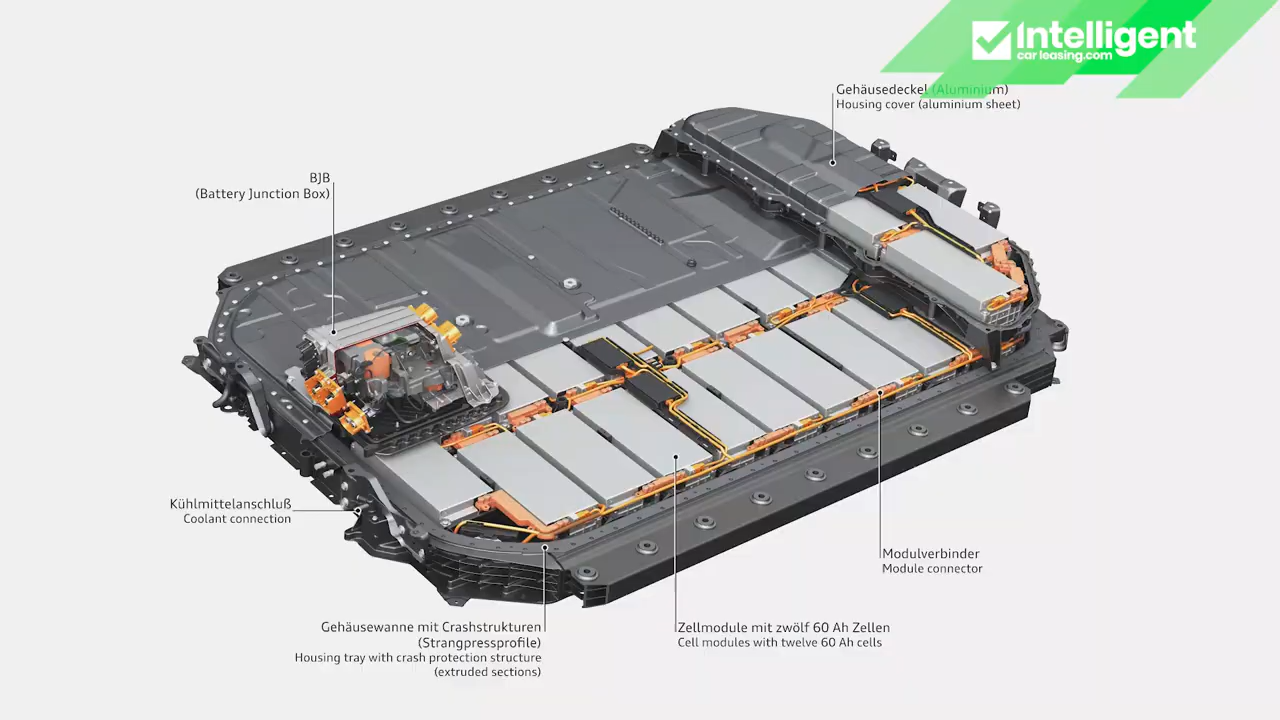 Intelligent
car leasing.com
Gehäusedeckel (Aluminium)
Housing cover (aluminium sheet)
BJB
(Battery Junction Box)
Kühlmittelanschluß
Coolant connection
Modulverbinder
Module connector
Gehäusewanne mit Crashstrukturen
(Strangpressprofile)
Housing tray with crash protection structure
(extruded sections)
Zellmodule mit zwölf 60 Ah Zellen
Cell modules with twelve 60 Ah cells